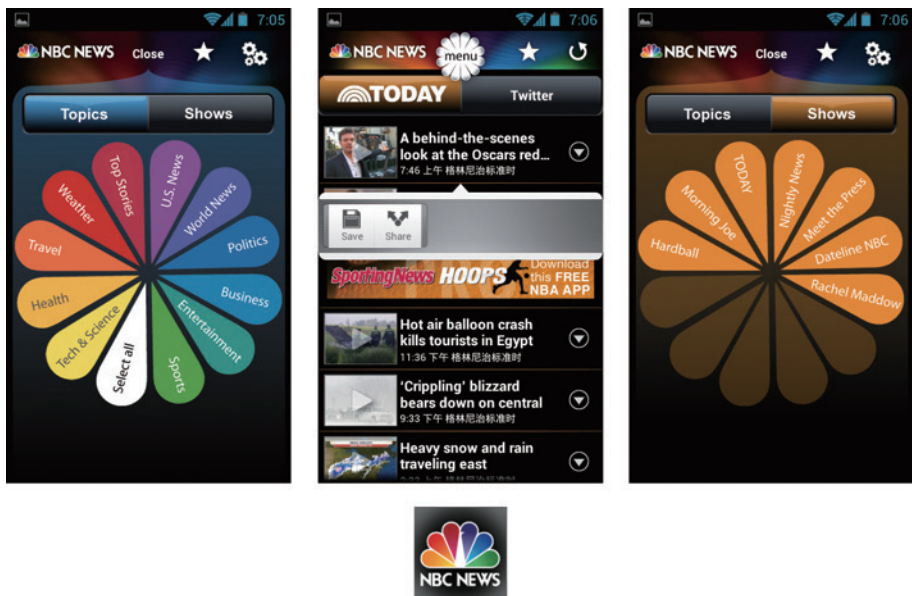 7:05
NBC NEWS
Close
Topics
Shows
Top Stories
U.S. News
Weather
World News
Travel
Politics
Health
Business
Tech & Science
Entertainment
Select all
Sports
7:06
NBC NEWS
menu
TODAY
Twitter
A behind-the-scenes
look at the Oscars red...
7:46 上午 格林尼治标准时
Save
Share
SportingNews HOOPS
Download
this FREE
NBA APP
Hot air balloon crash
kills tourists in Egypt
11:36 下午 格林尼治标准时
'Crippling' blizzard
bears down on central
9:33 下午 格林尼治标准时
Heavy snow and rain
traveling east
7:06
NBC NEWS
Close
Topics
Shows
TODAY
Nightly News
Morning Joe
Meet the Press
Hardball
Dateline NBC
Rachel Maddow
NBC NEWS